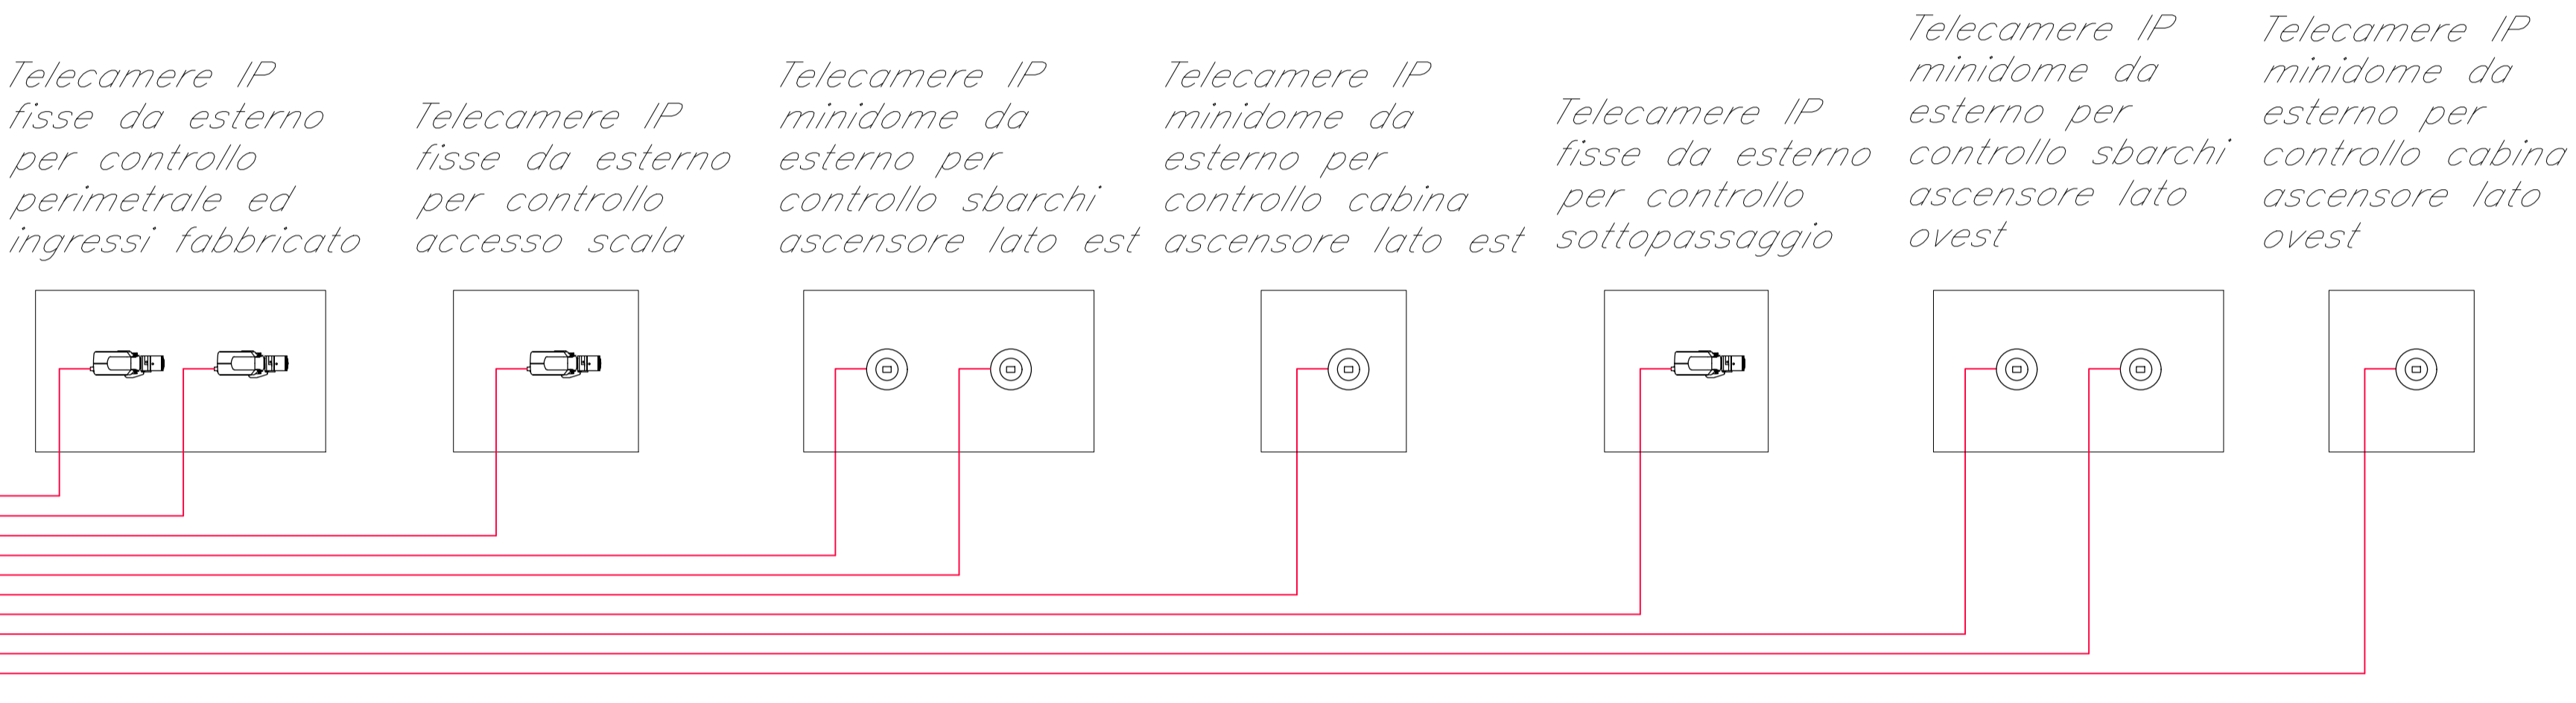 Telecamere IP
fisse da esterno
per controllo
perimetrale ed
ingressi fabbricato
Telecamere IP
fisse da esterno
per controllo
accesso scala
Telecamere IP
minidome da
esterno per
controllo sbarchi
ascensore lato est
Telecamere IP
minidome da
esterno per
controllo cabina
ascensore lato est
Telecamere IP
fisse da esterno
per controllo
sottopassaggio
Telecamere IP
minidome da
esterno per
controllo sbarchi
ascensore lato
ovest
Telecamere IP
minidome da
esterno per
controllo cabina
ascensore lato
ovest